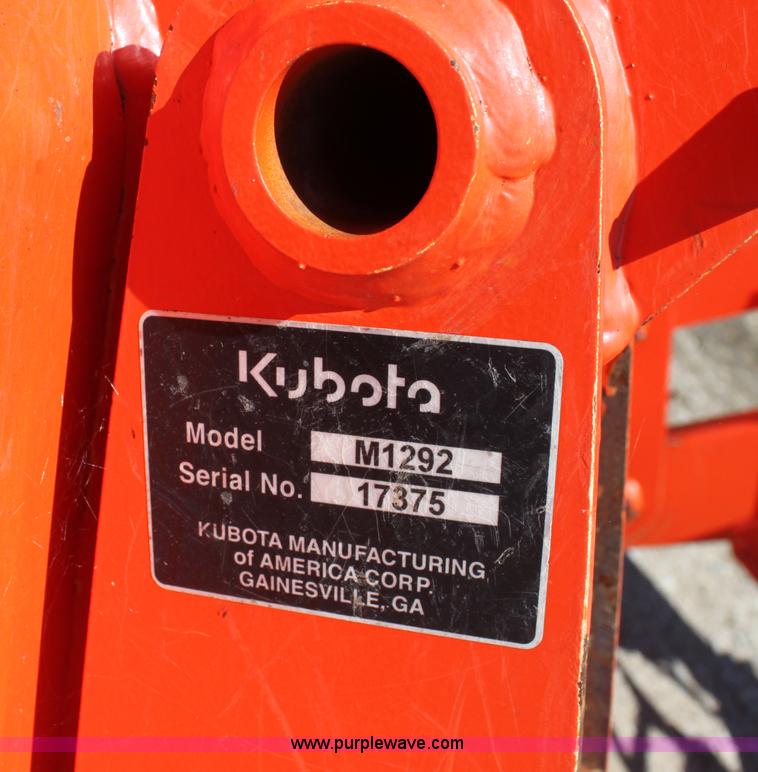 Kubota
Model M1292
Serial No. 17375
KUBOTA MANUFACTURING
of AMERICA CORP.
GAINESVILLE, GA
www.purplewave.com